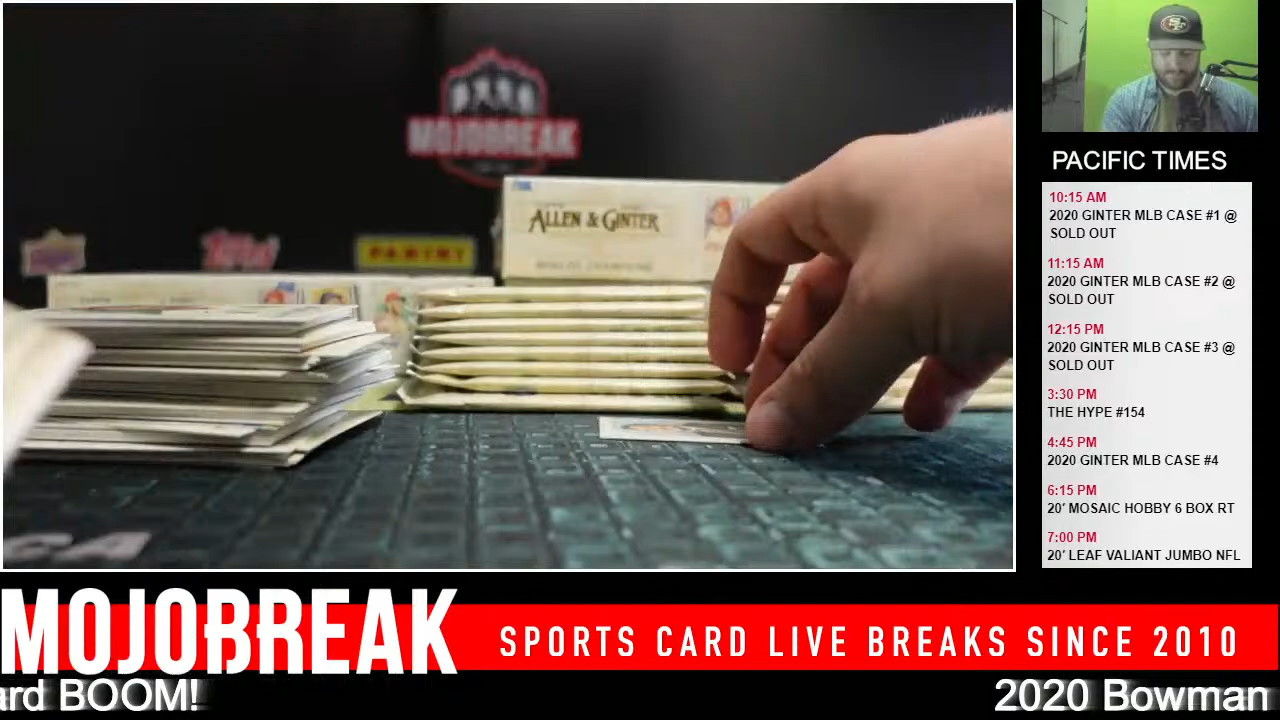 MOJOBREAK
ALLEN & GINTER
Topps
PANINI
SF
PACIFIC TIMES
10:15 AM
2020 GINTER MLB CASE #1 @
SOLD OUT
11:15 AM
2020 GINTER MLB CASE #2 @
SOLD OUT
12:15 PM
2020 GINTER MLB CASE #3 @
SOLD OUT
3:30 PM
THE HYPE #154
4:45 PM
2020 GINTER MLB CASE #4
6:15 PM
20' MOSAIC HOBBY 6 BOX RT
7:00 PM
20' LEAF VALIANT JUMBO NFL
CA
MOJOBREAK
SPORTS CARD LIVE BREAKS SINCE 2010
ard BOOM!
2020 Bowman